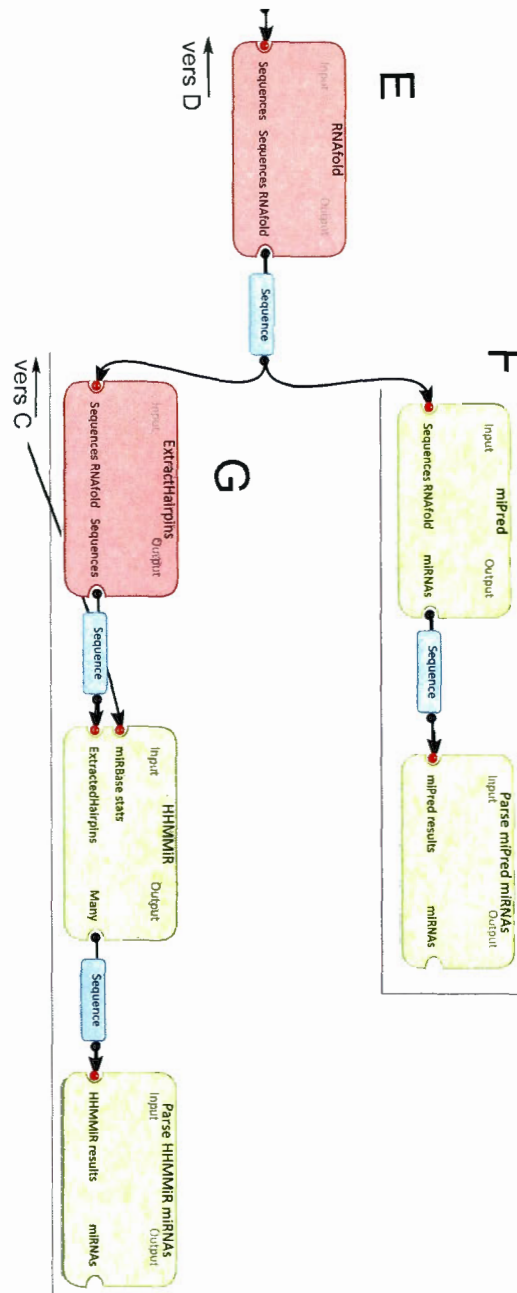 E
RNAfold
Input Output
Sequences Sequences RNAfold
vers D
Sequence
miPred
Input Output
Sequences RNAfold miRNAs
Sequence
Parse miPred miRNAs
Input Output
miPred results miRNAs
G
ExtractHairpins
Input Output
Sequences RNAfold Sequences
vers C
Sequence
HHMMiR
Input Output
miRBase stats
ExtractedHairpins Many
Sequence
Parse HHMMiR miRNAs
Input Output
HHMMiR results miRNAs